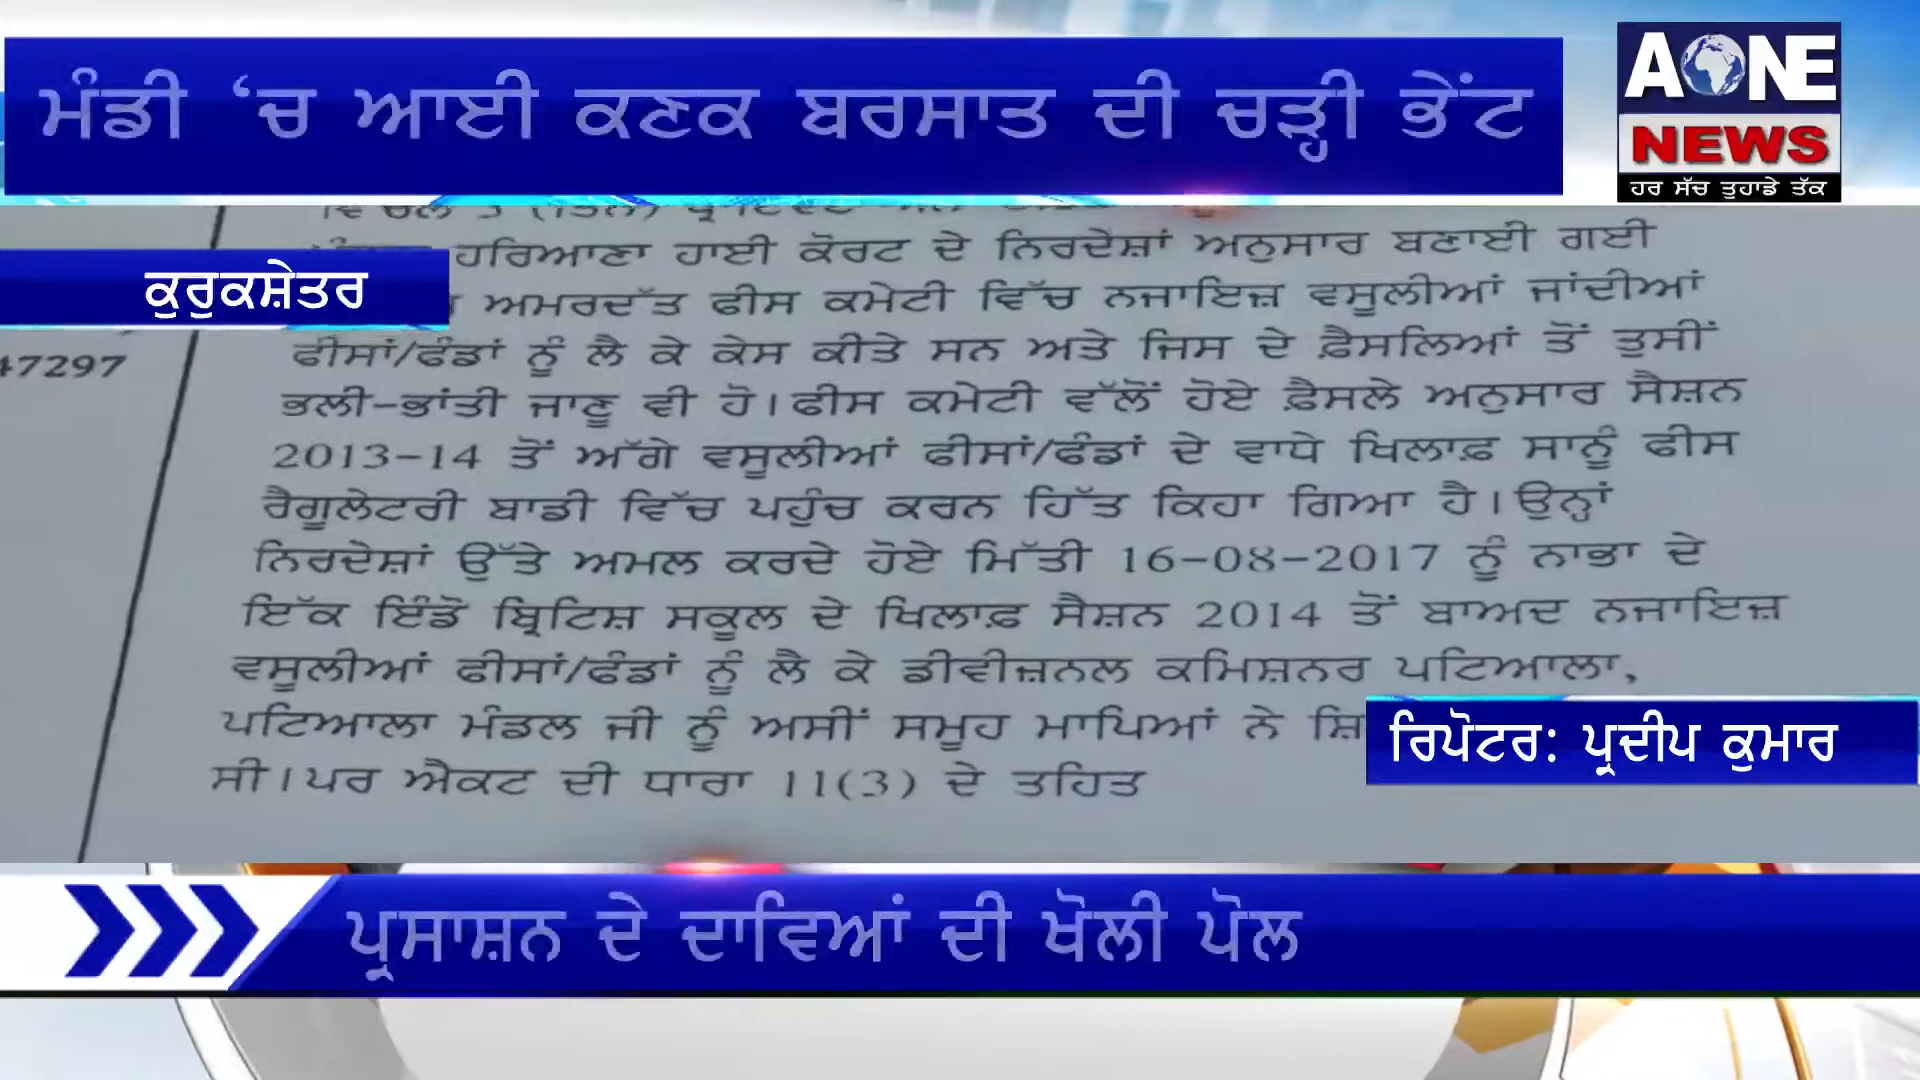 ਮੰਡੀ ‘ਚ ਆਈ ਕਣਕ ਬਰਸਾਤ ਦੀ ਚੜ੍ਹੀ ਭੇਂਟ
AONE
NEWS
ਹਰ ਸੱਚ ਤੁਹਾਡੇ ਤੱਕ
ਹਰਿਆਣਾ ਹਾਈ ਕੋਰਟ ਦੇ ਨਿਰਦੇਸ਼ਾਂ ਅਨੁਸਾਰ ਬਣਾਈ ਗਈ
ਕੁਰੁਕਸ਼ੇਤਰ
ਅਮਰਦੱਤ ਫੀਸ ਕਮੇਟੀ ਵਿੱਚ ਨਜਾਇਜ਼ ਵਸੂਲੀਆਂ ਜਾਂਦੀਆਂ
47297
ਫੀਸਾਂ/ਫੰਡਾਂ ਨੂੰ ਲੈ ਕੇ ਕੇਸ ਕੀਤੇ ਸਨ ਅਤੇ ਜਿਸ ਦੇ ਫ਼ੈਸਲਿਆਂ ਤੋਂ ਤੁਸੀਂ
ਭਲੀ-ਭਾਂਤੀ ਜਾਣੂ ਵੀ ਹੋ। ਫੀਸ ਕਮੇਟੀ ਵੱਲੋਂ ਹੋਏ ਫ਼ੈਸਲੇ ਅਨੁਸਾਰ ਸੈਸ਼ਨ
2013-14 ਤੋਂ ਅੱਗੇ ਵਸੂਲੀਆਂ ਫੀਸਾਂ/ਫੰਡਾਂ ਦੇ ਵਾਧੇ ਖਿਲਾਫ਼ ਸਾਨੂੰ ਫੀਸ
ਰੈਗੂਲੇਟਰੀ ਬਾਡੀ ਵਿੱਚ ਪਹੁੰਚ ਕਰਨ ਹਿੱਤ ਕਿਹਾ ਗਿਆ ਹੈ। ਉਨ੍ਹਾਂ
ਨਿਰਦੇਸ਼ਾਂ ਉੱਤੇ ਅਮਲ ਕਰਦੇ ਹੋਏ ਮਿੱਤੀ 16-08-2017 ਨੂੰ ਨਾਭਾ ਦੇ
ਇੱਕ ਇੰਡੋ ਬ੍ਰਿਟਿਸ਼ ਸਕੂਲ ਦੇ ਖਿਲਾਫ਼ ਸੈਸ਼ਨ 2014 ਤੋਂ ਬਾਅਦ ਨਜਾਇਜ਼
ਵਸੂਲੀਆਂ ਫੀਸਾਂ/ਫੰਡਾਂ ਨੂੰ ਲੈ ਕੇ ਡੀਵੀਜ਼ਨਲ ਕਮਿਸ਼ਨਰ ਪਟਿਆਲਾ,
ਪਟਿਆਲਾ ਮੰਡਲ ਜੀ ਨੂੰ ਅਸੀਂ ਸਮੂਹ ਮਾਪਿਆਂ ਨੇ
ਰਿਪੋਟਰ: ਪ੍ਰਦੀਪ ਕੁਮਾਰ
ਸੀ। ਪਰ ਐਕਟ ਦੀ ਧਾਰਾ 11(3) ਦੇ ਤਹਿਤ
ਪ੍ਰਸਾਸ਼ਨ ਦੇ ਦਾਵਿਆਂ ਦੀ ਖੋਲੀ ਪੋਲ